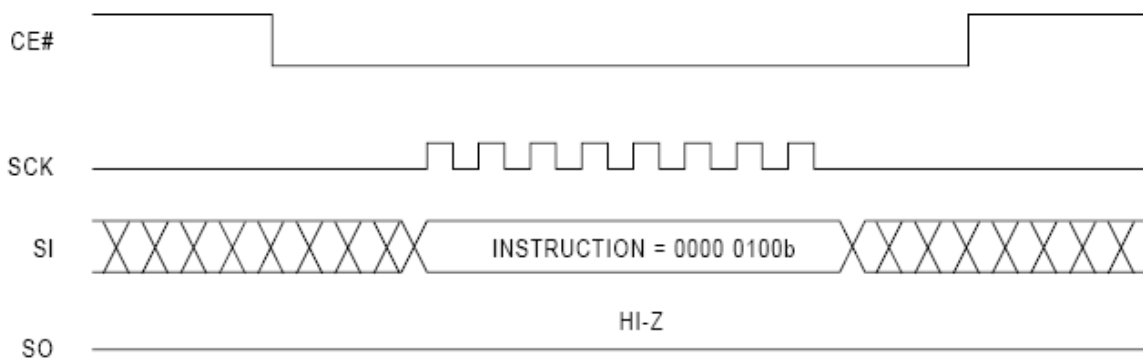 CE#
SCK
SI
INSTRUCTION = 0000 0100b
HI-Z
SO